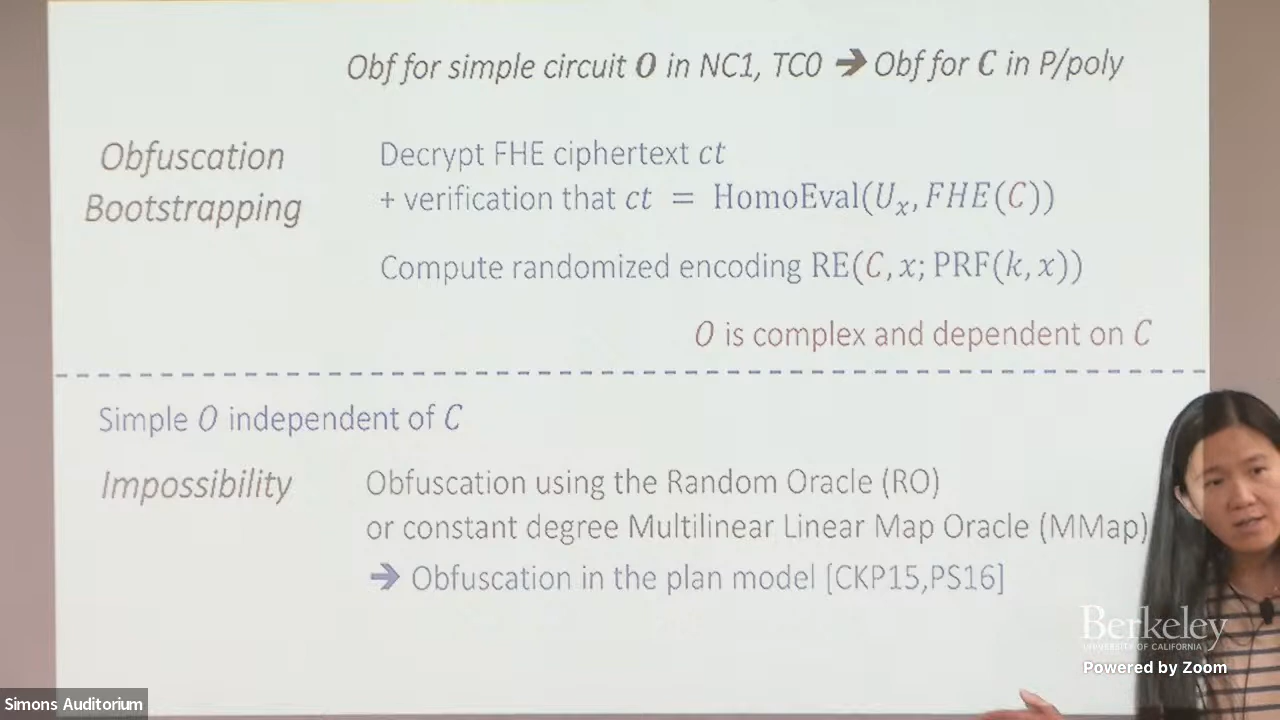 Obf for simple circuit O in NC1, TC0 ➔ Obf for C in P/poly
Obfuscation
Bootstrapping
Decrypt FHE ciphertext ct
+ verification that ct = HomoEval(Uₓ, FHE(C))
Compute randomized encoding RE(C, x; PRF(k, x))
O is complex and dependent on C
Simple O independent of C
Impossibility
Obfuscation using the Random Oracle (RO)
or constant degree Multilinear Linear Map Oracle (MMap)
➔ Obfuscation in the plan model [CKP15,PS16]
Berkeley
UNIVERSITY OF CALIFORNIA
Powered by Zoom
Simons Auditorium